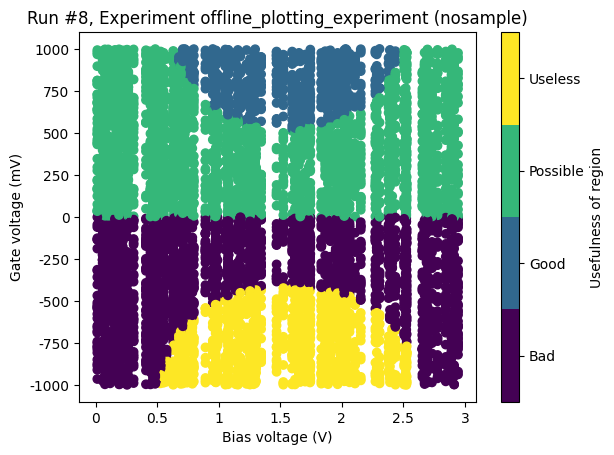 Run #8, Experiment offline_plotting_experiment (nosample)
1000
750
500
250
0
-250
-500
-750
-1000
Gate voltage (mV)
0
0.5
1
1.5
2
2.5
3
Bias voltage (V)
Useless
Possible
Good
Bad
Usefulness of region